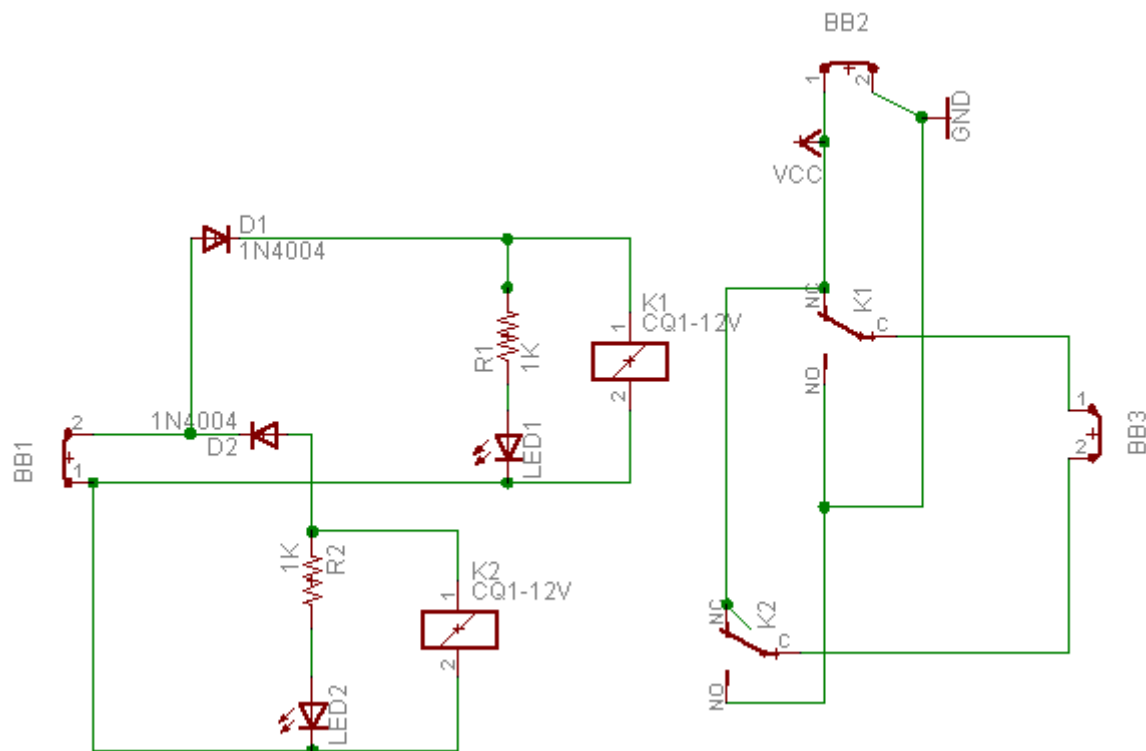 BB2
1
2
GND
VCC
D1
1N4004
NC
K1
C
NO
K1
CQ1-12V
1
2
R1
1K
LED1
1N4004
D2
BB1
2
1
1
2
BB3
1K
R2
K2
CQ1-12V
1
2
LED2
NC
K2
C
NO